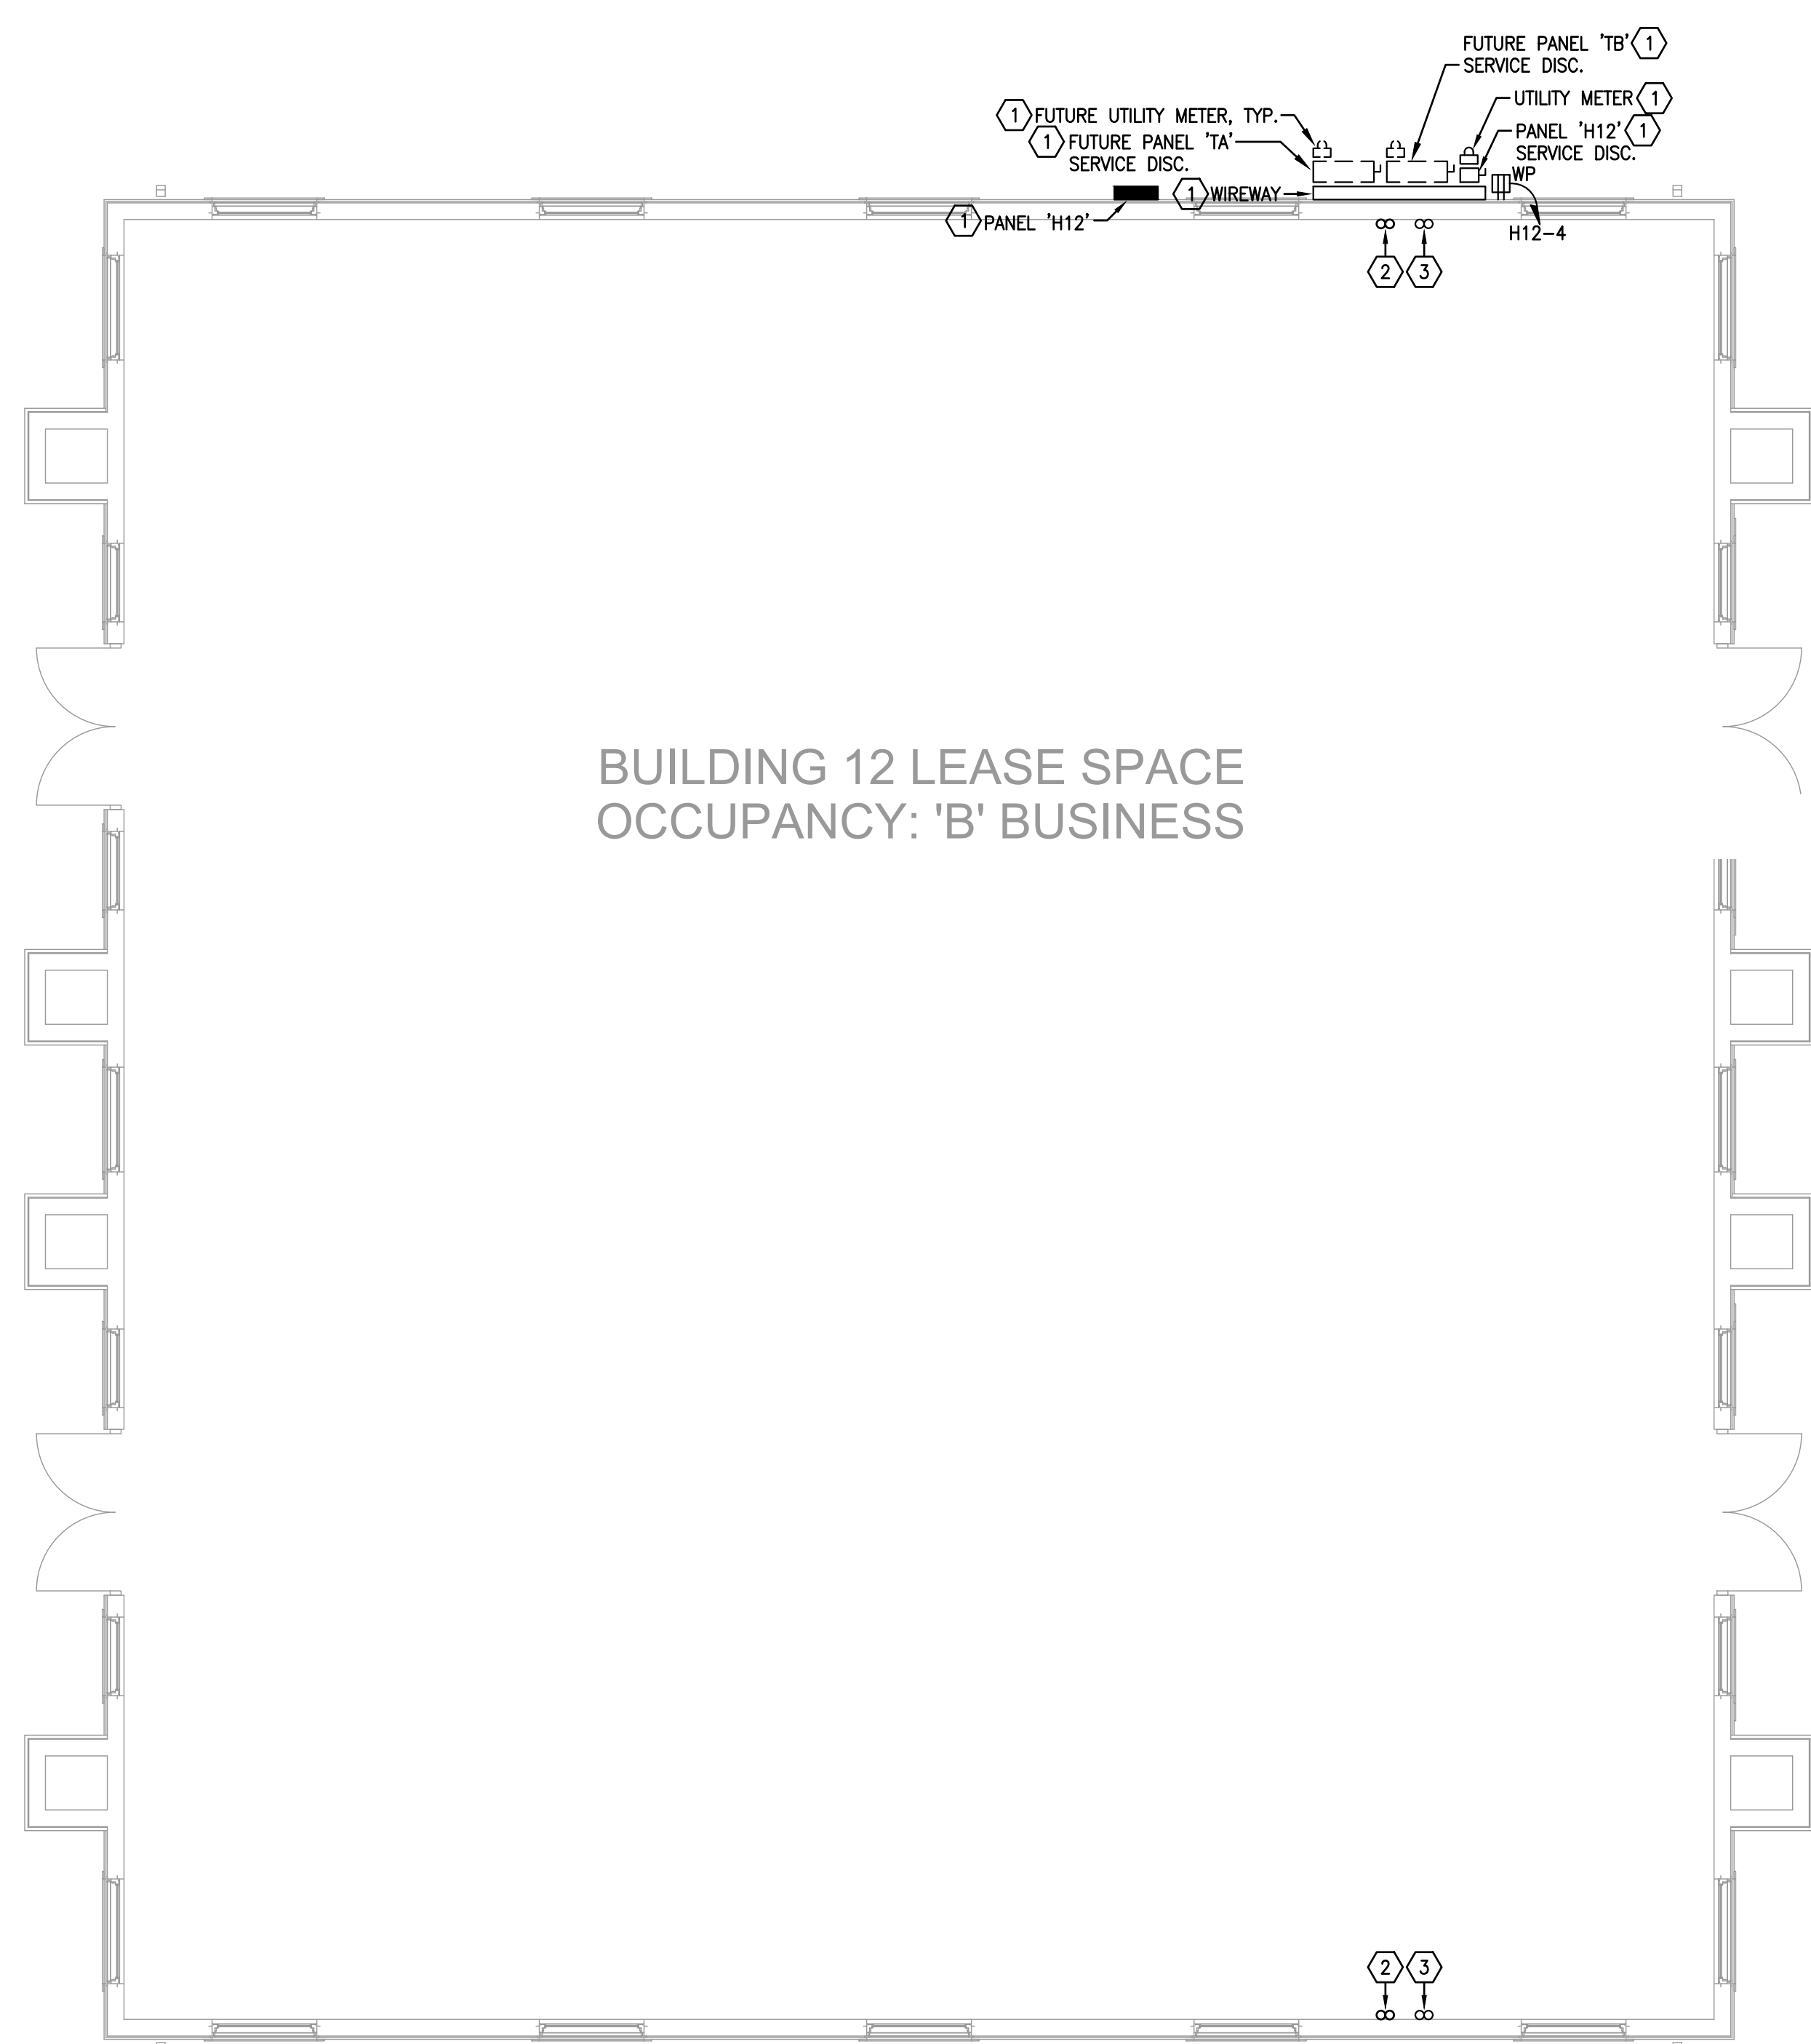 FUTURE PANEL 'TB' 1
SERVICE DISC.
UTILITY METER 1
1 FUTURE UTILITY METER, TYP.
PANEL 'H12' 1
SERVICE DISC.
1 FUTURE PANEL 'TA'
SERVICE DISC.
WP
1 WIREWAY
1 PANEL 'H12'
H12-4
2 3
BUILDING 12 LEASE SPACE
OCCUPANCY: 'B' BUSINESS
2 3